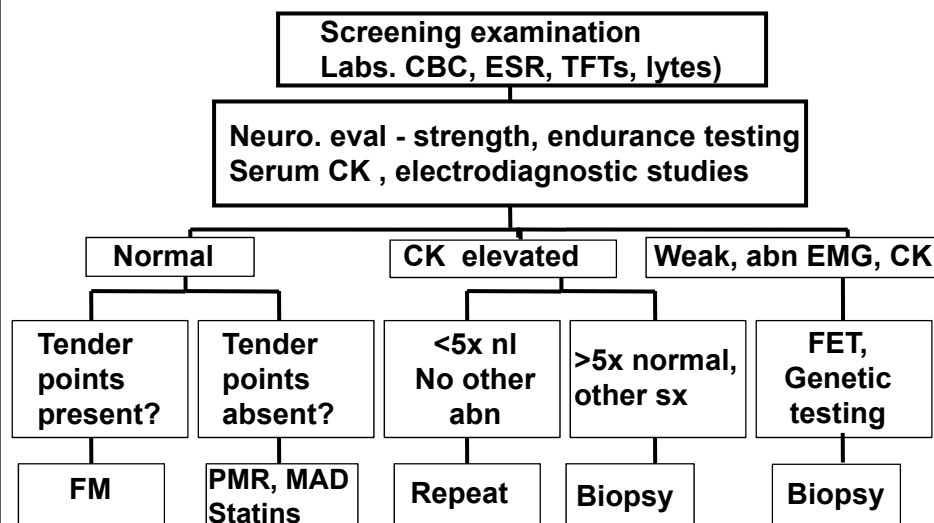 Screening examination
Labs. CBC, ESR, TFTs, lytes)
Neuro. eval - strength, endurance testing
Serum CK , electrodiagnostic studies
Normal
CK elevated
Weak, abn EMG, CK
Tender
points
present?
Tender
points
absent?
<5x nl
No other
abn
>5x normal,
other sx
FET,
Genetic
testing
FM
PMR, MAD
Statins
Repeat
Biopsy
Biopsy